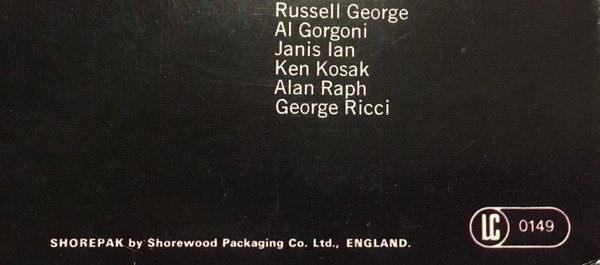 Russell George
Al Gorgoni
Janis Ian
Ken Kosak
Alan Raph
George Ricci
LC 0149
SHOREPAK by Shorewood Packaging Co. Ltd., ENGLAND.